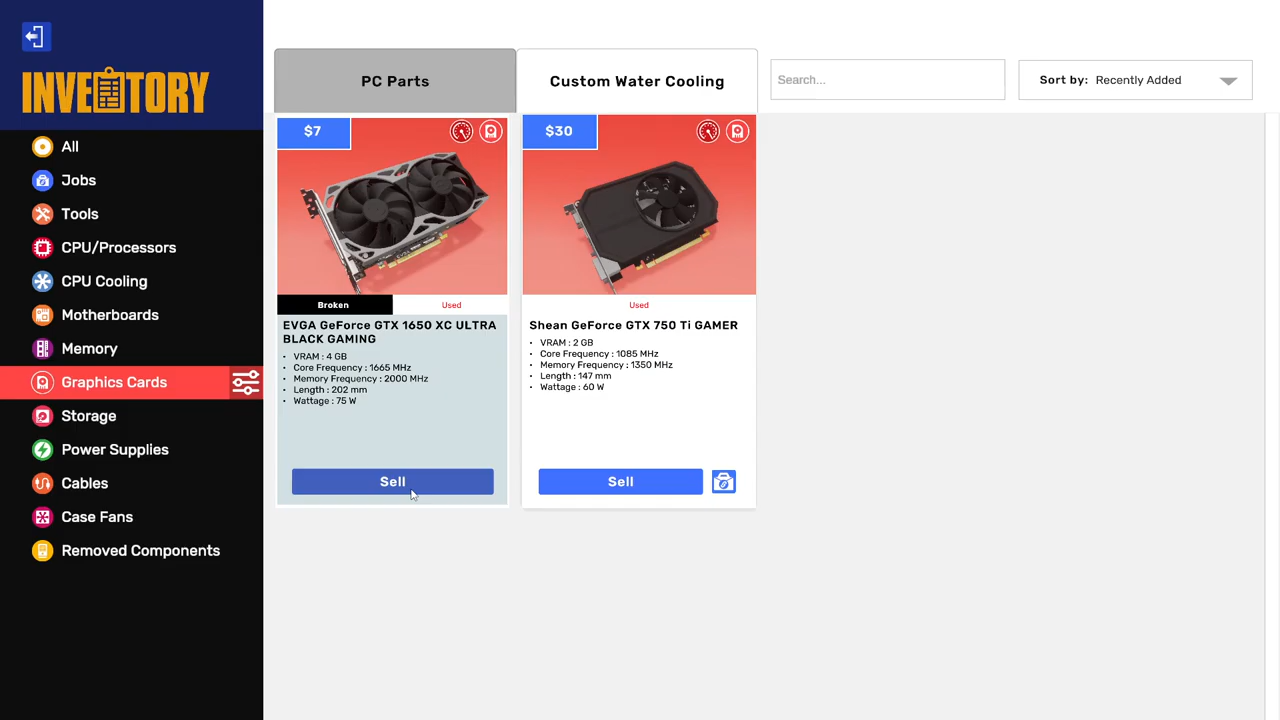 INVENTORY
All
Jobs
Tools
CPU/Processors
CPU Cooling
Motherboards
Memory
Graphics Cards
Storage
Power Supplies
Cables
Case Fans
Removed Components
PC Parts
Custom Water Cooling
Search...
Sort by: Recently Added
$7
Broken
Used
EVGA GeForce GTX 1650 XC ULTRA
BLACK GAMING
• VRAM : 4 GB
• Core Frequency : 1665 MHz
• Memory Frequency : 2000 MHz
• Length : 202 mm
• Wattage : 75 W
Sell
$30
Used
Shean GeForce GTX 750 Ti GAMER
• VRAM : 2 GB
• Core Frequency : 1085 MHz
• Memory Frequency : 1350 MHz
• Length : 147 mm
• Wattage : 60 W
Sell